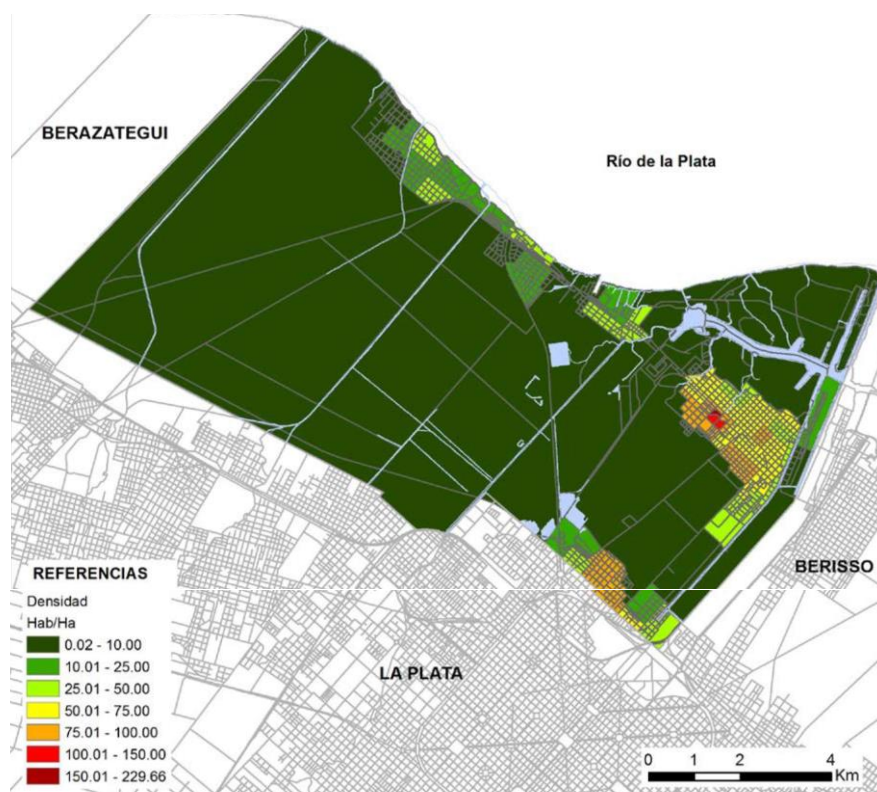 BERAZATEGUI
Río de la Plata
BERISSO
LA PLATA
REFERENCIAS
Densidad
Hab/Ha
0.02 - 10.00
10.01 - 25.00
25.01 - 50.00
50.01 - 75.00
75.01 - 100.00
100.01 - 150.00
150.01 - 229.66
0 1 2 4
Km